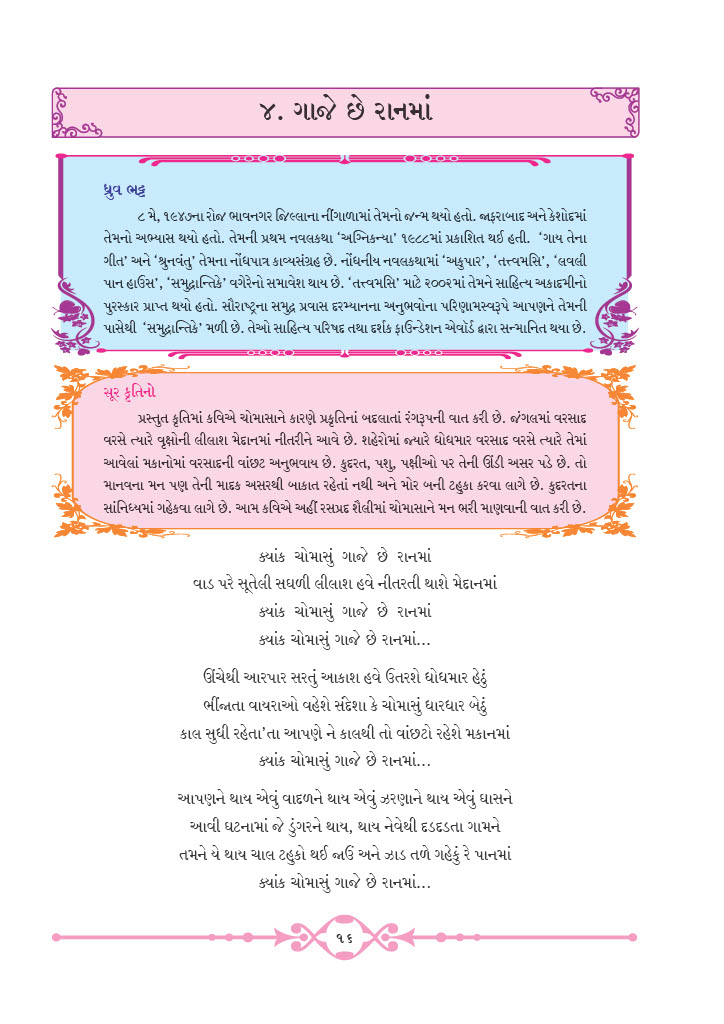 ૪. ગાજે છે રાનમાં
ધ્રુવ ભટ્ટ
૮ મે, ૧૯૪૭ના રોજ ભાવનગર જિલ્લાના નીંગાળામાં તેમનો જન્મ થયો હતો. જાફરાબાદ અને કેશોદમાં
તેમનો અભ્યાસ થયો હતો. તેમની પ્રથમ નવલકથા ‘અગ્નિકન્યા’ ૧૯૮૮માં પ્રકાશિત થઈ હતી. ‘ગાય તેના
ગીત’ અને ‘શ્રુનવંતુ’ તેમના નોંધપાત્ર કાવ્યસંગ્રહ છે. નોંધનીય નવલકથામાં ‘અકુપાર’, ‘તત્ત્વમસિ’, ‘લવલી
પાન હાઉસ’, ‘સમુદ્રાન્તિકે’ વગેરેનો સમાવેશ થાય છે. ‘તત્ત્વમસિ’ માટે ૨૦૦૨માં તેમને સાહિત્ય અકાદમીનો
પુરસ્કાર પ્રાપ્ત થયો હતો. સૌરાષ્ટ્રના સમુદ્ર પ્રવાસ દરમ્યાનના અનુભવોના પરિણામસ્વરૂપે આપણને તેમની
પાસેથી ‘સમુદ્રાન્તિકે’ મળી છે. તેઓ સાહિત્ય પરિષદ તથા દર્શક ફાઉન્ડેશન એવોર્ડ દ્વારા સન્માનિત થયા છે.
સૂર કૃતિનો
પ્રસ્તુત કૃતિમાં કવિએ ચોમાસાને કારણે પ્રકૃતિનાં બદલાતાં રંગરૂપની વાત કરી છે. જંગલમાં વરસાદ
વરસે ત્યારે વૃક્ષોની લીલાશ મેદાનમાં નીતરીને આવે છે. શહેરોમાં જ્યારે ધોધમાર વરસાદ વરસે ત્યારે તેમાં
આવેલાં મકાનોમાં વરસાદની વાંછટ અનુભવાય છે. કુદરત, પશુ, પક્ષીઓ પર તેની ઊંડી અસર પડે છે. તો
માનવના મન પણ તેની માદક અસરથી બાકાત રહેતાં નથી અને મોર બની ટહુકા કરવા લાગે છે. કુદરતના
સાંનિધ્યમાં ગહેકવા લાગે છે. આમ કવિએ અહીં રસપ્રદ શૈલીમાં ચોમાસાને મન ભરી માણવાની વાત કરી છે.
ક્યાંક ચોમાસું ગાજે છે રાનમાં
વાડ પરે સૂતેલી સઘળી લીલાશ હવે નીતરતી થાશે મેદાનમાં
ક્યાંક ચોમાસું ગાજે છે રાનમાં
ક્યાંક ચોમાસું ગાજે છે રાનમાં...
ઊંચેથી આરપાર સરતું આકાશ હવે ઉતરશે ધોધમાર હેઠું
ભીંજાતા વાયરાઓ વહેશે સંદેશા કે ચોમાસું ધારધાર બેઠું
કાલ સુધી રહેતા’તા આપણે ને કાલથી તો વાંછટો રહેશે મકાનમાં
ક્યાંક ચોમાસું ગાજે છે રાનમાં...
આપણને થાય એવું વાદળને થાય એવું ઝરણાને થાય એવું ઘાસને
આવી ઘટનામાં જે ડુંગરને થાય, થાય નેવેથી દડદડતા ગામને
તમને યે થાય ચાલ ટહુકો થઈ જાઉં અને ઝાડ તળે ગહેકું રે પાનમાં
ક્યાંક ચોમાસું ગાજે છે રાનમાં...
૧૬